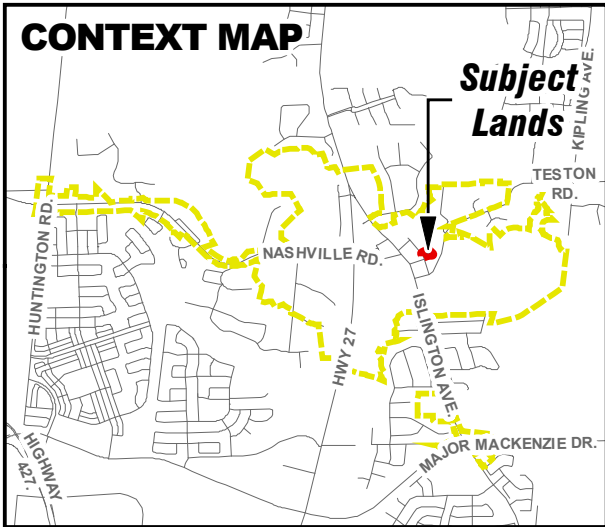 CONTEXT MAP
Subject
Lands
KIPLING AVE.
TESTON
RD.
HUNTINGTON RD.
NASHVILLE RD.
HWY 27
ISLINGTON AVE.
MAJOR MACKENZIE DR.
HIGHWAY
427.